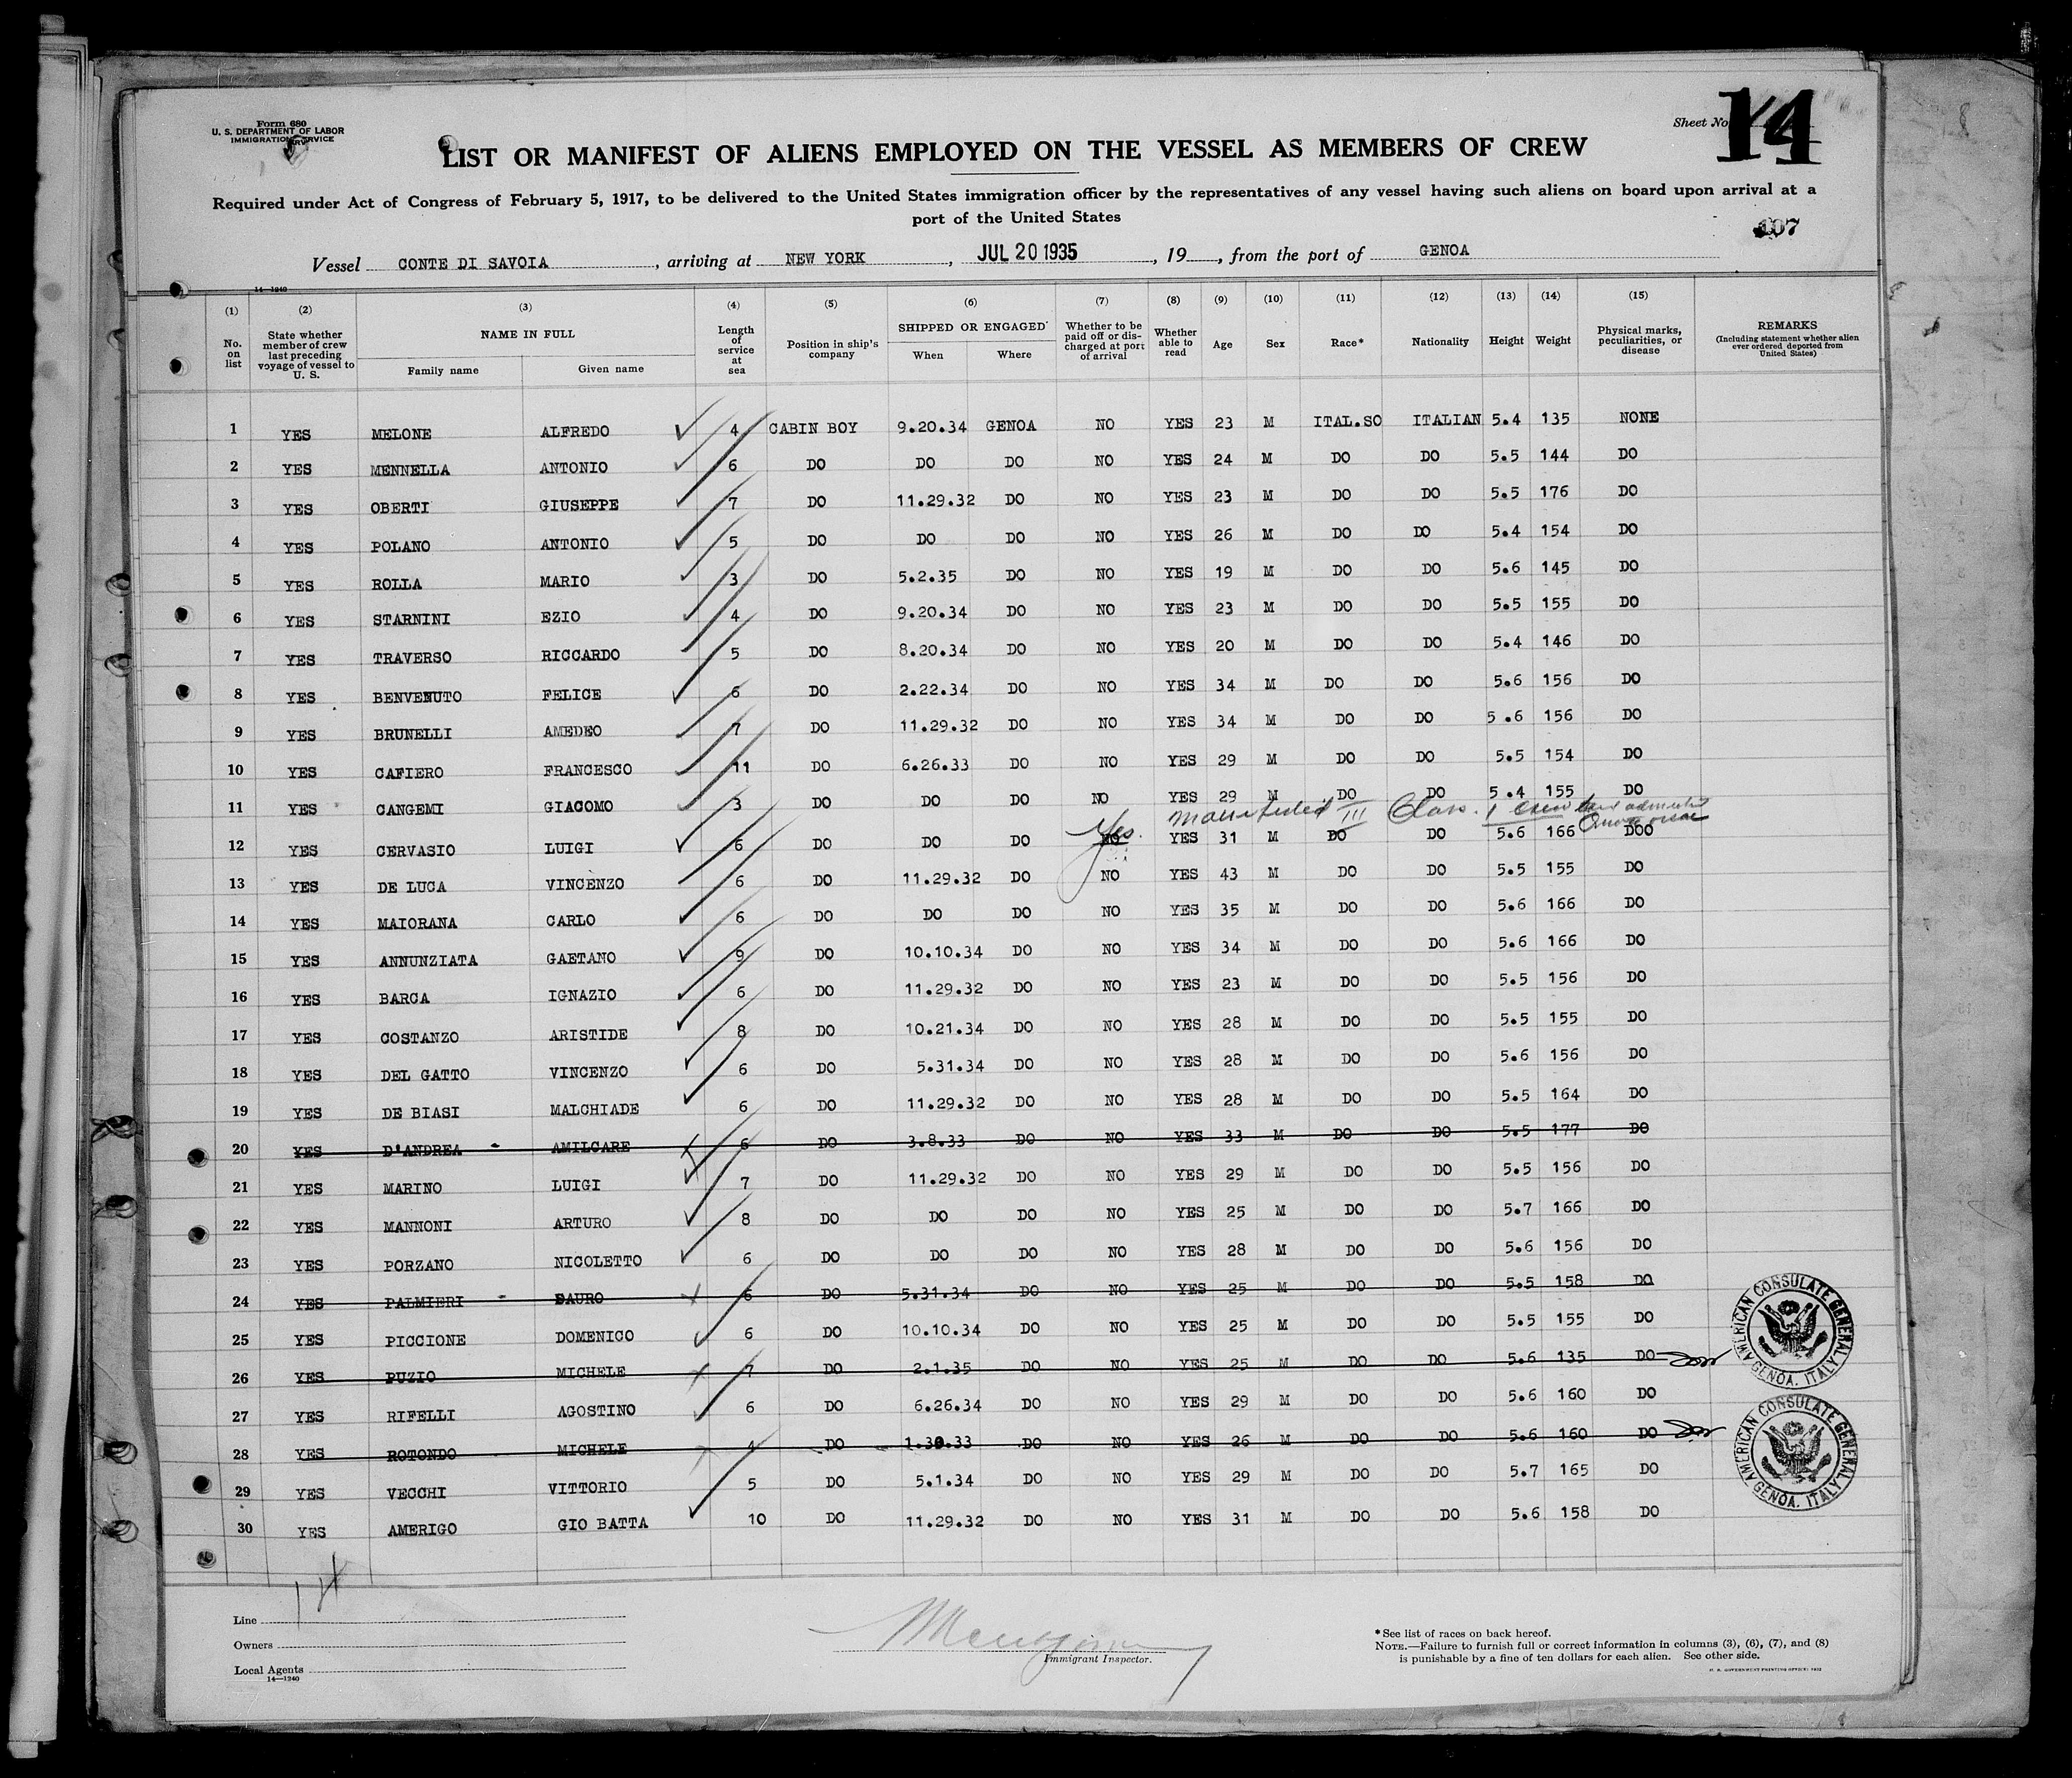 Form 680
U. S. DEPARTMENT OF LABOR
IMMIGRATION SERVICE
Sheet No. 14
LIST OR MANIFEST OF ALIENS EMPLOYED ON THE VESSEL AS MEMBERS OF CREW
Required under Act of Congress of February 5, 1917, to be delivered to the United States immigration officer by the representatives of any vessel having such aliens on board upon arrival at a
port of the United States
107
Vessel CONTE DI SAVOIA, arriving at NEW YORK, JUL 20 1935, 19, from the port of GENOA
14—1240
(1) (2) (3) (4) (5) (6) (7) (8) (9) (10) (11) (12) (13) (14) (15)
No. on list
State whether member of crew last preceding voyage of vessel to U. S.
NAME IN FULL
Family name
Given name
Length of service at sea
Position in ship's company
SHIPPED OR ENGAGED
When
Where
Whether to be paid off or discharged at port of arrival
Whether able to read
Age
Sex
Race*
Nationality
Height
Weight
Physical marks, peculiarities, or disease
REMARKS
(Including statement whether alien ever ordered deported from United States)
1 YES MELONE ALFREDO 4 CABIN BOY 9.20.34 GENOA NO YES 23 M ITAL.SO ITALIAN 5.4 135 NONE
2 YES MENNELLA ANTONIO 6 DO DO DO NO YES 24 M DO DO 5.5 144 DO
3 YES OBERTI GIUSEPPE 7 DO 11.29.32 DO NO YES 23 M DO DO 5.5 176 DO
4 YES POLANO ANTONIO 5 DO DO DO NO YES 26 M DO DO 5.4 154 DO
5 YES ROLLA MARIO 3 DO 5.2.35 DO NO YES 19 M DO DO 5.6 145 DO
6 YES STARNINI EZIO 4 DO 9.20.34 DO NO YES 23 M DO DO 5.5 155 DO
7 YES TRAVERSO RICCARDO 5 DO 8.20.34 DO NO YES 20 M DO DO 5.4 146 DO
8 YES BENVENUTO FELICE 6 DO 2.22.34 DO NO YES 34 M DO DO 5.6 156 DO
9 YES BRUNELLI AMEDEO 7 DO 11.29.32 DO NO YES 34 M DO DO 5.6 156 DO
10 YES CAFIERO FRANCESCO 11 DO 6.26.33 DO NO YES 29 M DO DO 5.5 154 DO
11 YES CANGEMI GIACOMO 3 DO DO DO NO YES 29 M DO DO 5.4 155 DO
Yes. Manifested III Class.
12 YES CERVASIO LUIGI 6 DO DO DO NO YES 31 M DO DO 5.6 166 DOO
13 YES DE LUCA VINCENZO 6 DO 11.29.32 DO NO YES 43 M DO DO 5.5 155 DO
14 YES MAIORANA CARLO 6 DO DO DO NO YES 35 M DO DO 5.6 166 DO
15 YES ANNUNZIATA GAETANO 9 DO 10.10.34 DO NO YES 34 M DO DO 5.6 166 DO
16 YES BARCA IGNAZIO 6 DO 11.29.32 DO NO YES 23 M DO DO 5.5 156 DO
17 YES COSTANZO ARISTIDE 8 DO 10.21.34 DO NO YES 28 M DO DO 5.5 155 DO
18 YES DEL GATTO VINCENZO 6 DO 5.31.34 DO NO YES 28 M DO DO 5.6 156 DO
19 YES DE BIASI MALCHIADE 6 DO 11.29.32 DO NO YES 28 M DO DO 5.5 164 DO
20 YES D'ANDREA AMILCARE 6 DO 3.8.33 DO NO YES 33 M DO DO 5.5 177 DO
21 YES MARINO LUIGI 7 DO 11.29.32 DO NO YES 29 M DO DO 5.5 156 DO
22 YES MANNONI ARTURO 8 DO DO DO NO YES 25 M DO DO 5.7 166 DO
23 YES PORZANO NICOLETTO 6 DO DO DO NO YES 28 M DO DO 5.6 156 DO
24 YES PALMIERI DAURO 6 DO 5.31.34 DO NO YES 25 M DO DO 5.5 158 DO
25 YES PICCIONE DOMENICO 6 DO 10.10.34 DO NO YES 25 M DO DO 5.5 155 DO
26 YES PUZIO MICHELE 7 DO 2.1.35 DO NO YES 25 M DO DO 5.6 135 DO
27 YES RIFELLI AGOSTINO 6 DO 6.26.34 DO NO YES 29 M DO DO 5.6 160 DO
28 YES ROTONDO MICHELE 4 DO 1.30.33 DO NO YES 26 M DO DO 5.6 160 DO
29 YES VECCHI VITTORIO 5 DO 5.1.34 DO NO YES 29 M DO DO 5.7 165 DO
30 YES AMERIGO GIO BATTA 10 DO 11.29.32 DO NO YES 31 M DO DO 5.6 158 DO
AMERICAN CONSULATE GENERAL GENOA, ITALY
AMERICAN CONSULATE GENERAL GENOA, ITALY
14
Line
Owners
Local Agents
14—1240
Immigrant Inspector.
*See list of races on back hereof.
NOTE.—Failure to furnish full or correct information in columns (3), (6), (7), and (8)
is punishable by a fine of ten dollars for each alien. See other side.